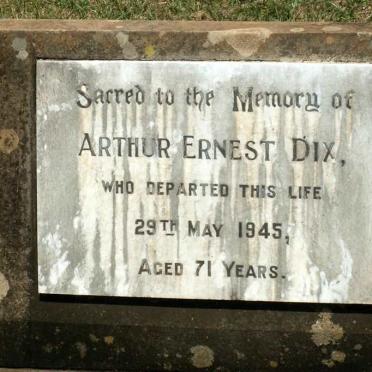 Sacred to the Memory of
ARTHUR ERNEST DIX,
WHO DEPARTED THIS LIFE
29TH MAY 1945,
AGED 71 YEARS.